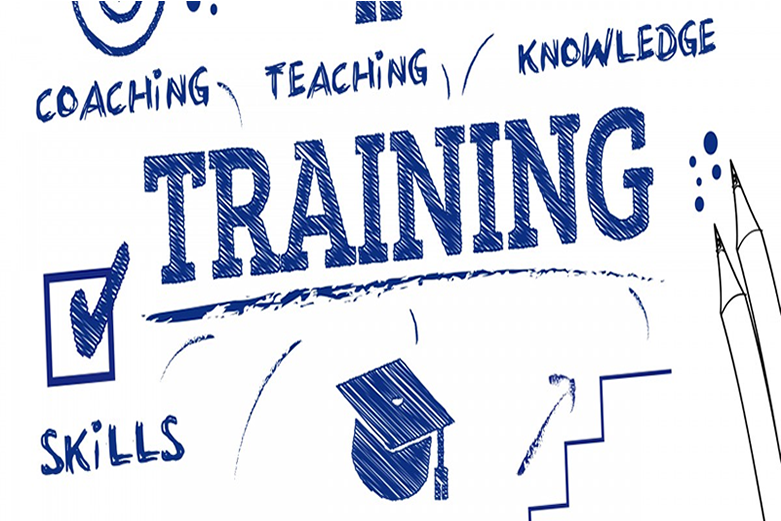 COACHiNG TEACHiNG KNOWLEDGE
TRAINING
SKiLLS